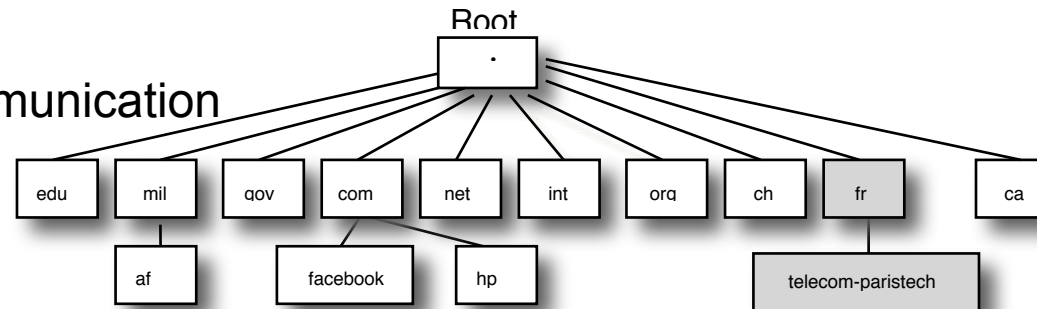 Root
.
munication
edu mil gov com net int org ch fr ca
af facebook hp telecom-paristech